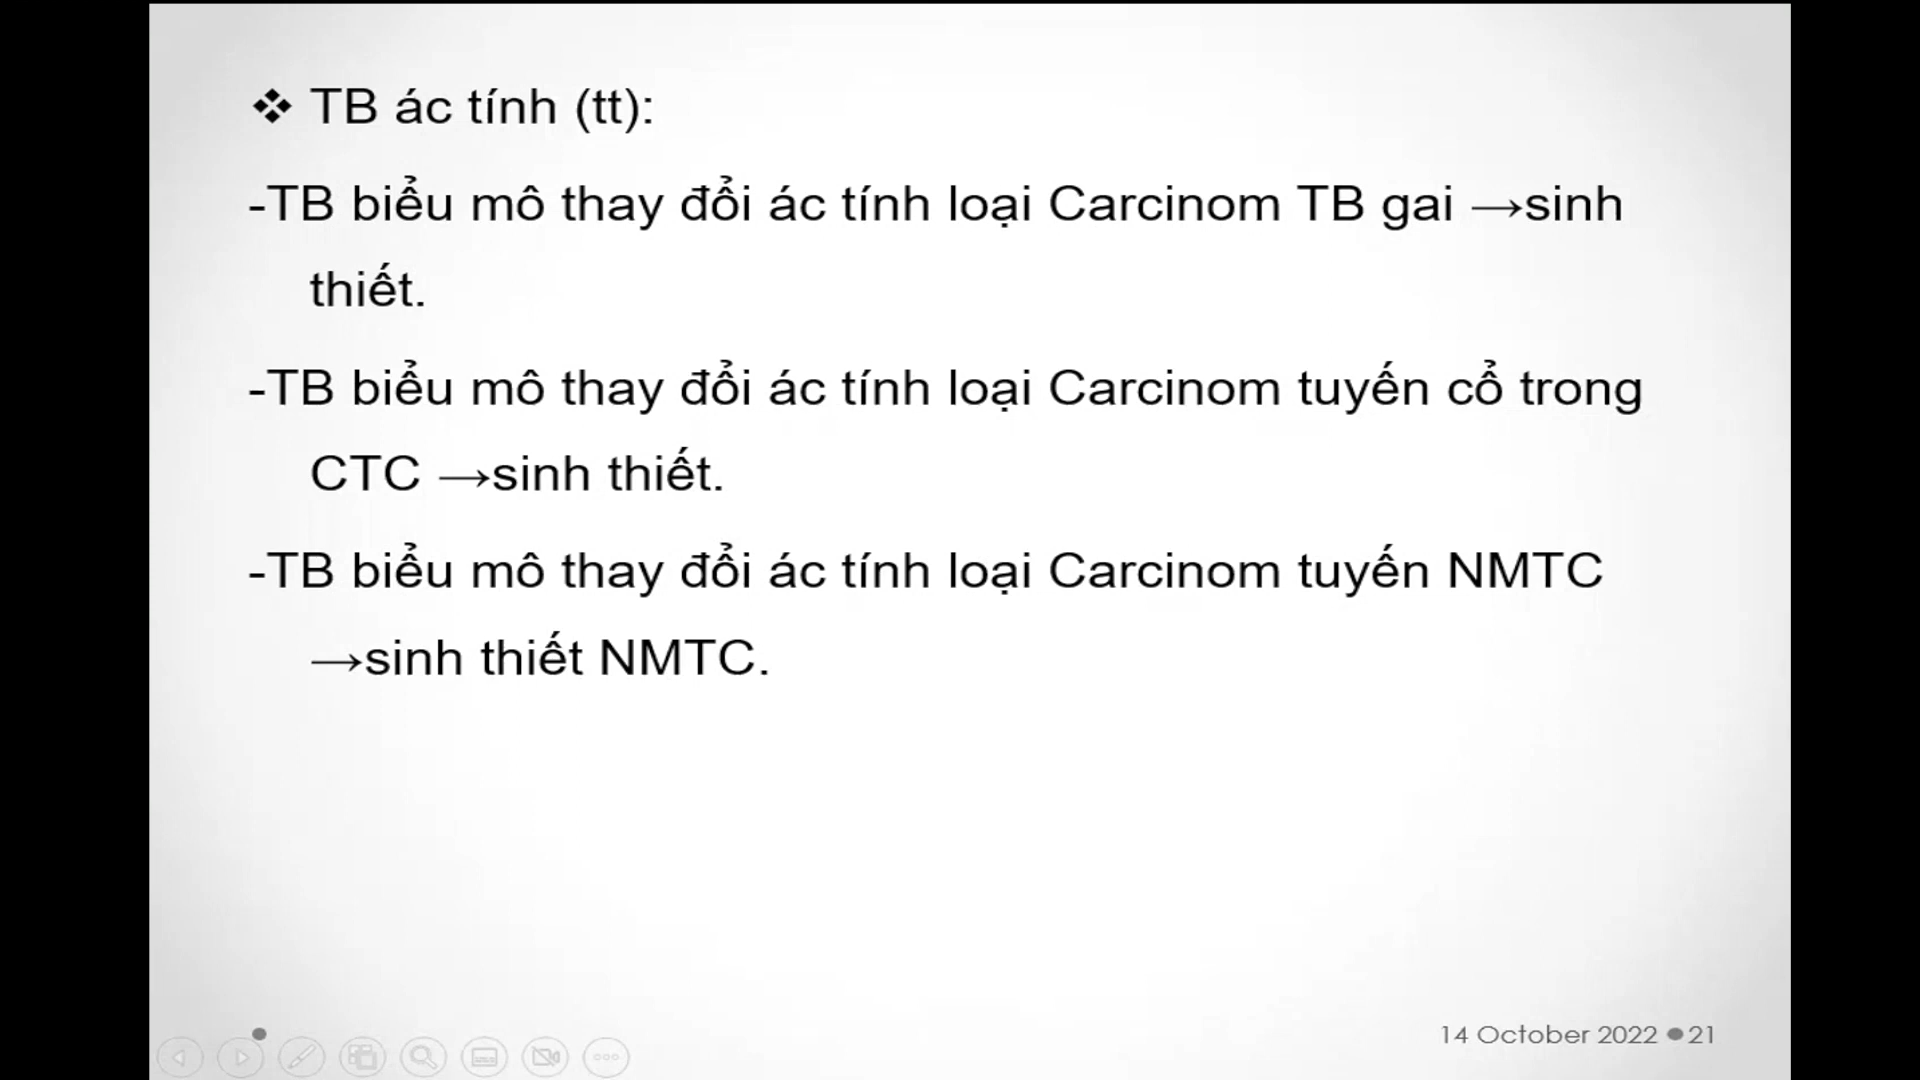 ❖ TB ác tính (tt):
-TB biểu mô thay đổi ác tính loại Carcinom TB gai →sinh
thiết.
-TB biểu mô thay đổi ác tính loại Carcinom tuyến cổ trong
CTC →sinh thiết.
-TB biểu mô thay đổi ác tính loại Carcinom tuyến NMTC
→sinh thiết NMTC.
14 October 2022 ●21